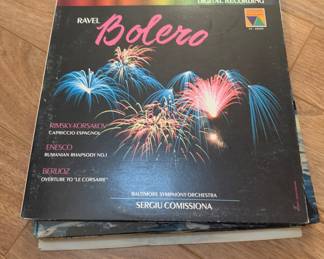 DIGITAL RECORDING
RAVEL
Bolero
RIMSKY-KORSAKOV
CAPRICCIO ESPAGNOL
ENESCO
RUMANIAN RHAPSODY NO.1
BERLIOZ
OVERTURE TO "LE CORSAIRE"
BALTIMORE SYMPHONY ORCHESTRA
SERGIU COMISSIONA